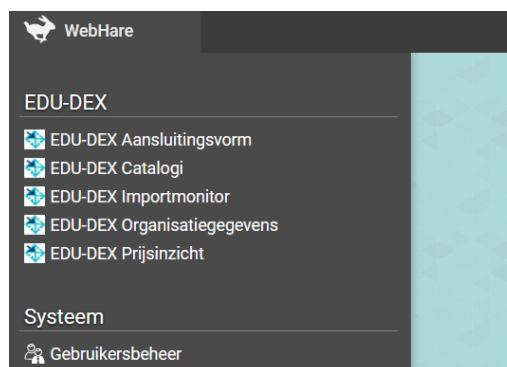 WebHare
EDU-DEX
EDU-DEX Aansluitingsvorm
EDU-DEX Catalogi
EDU-DEX Importmonitor
EDU-DEX Organisatiegegevens
EDU-DEX Prijsinzicht
Systeem
Gebruikersbeheer